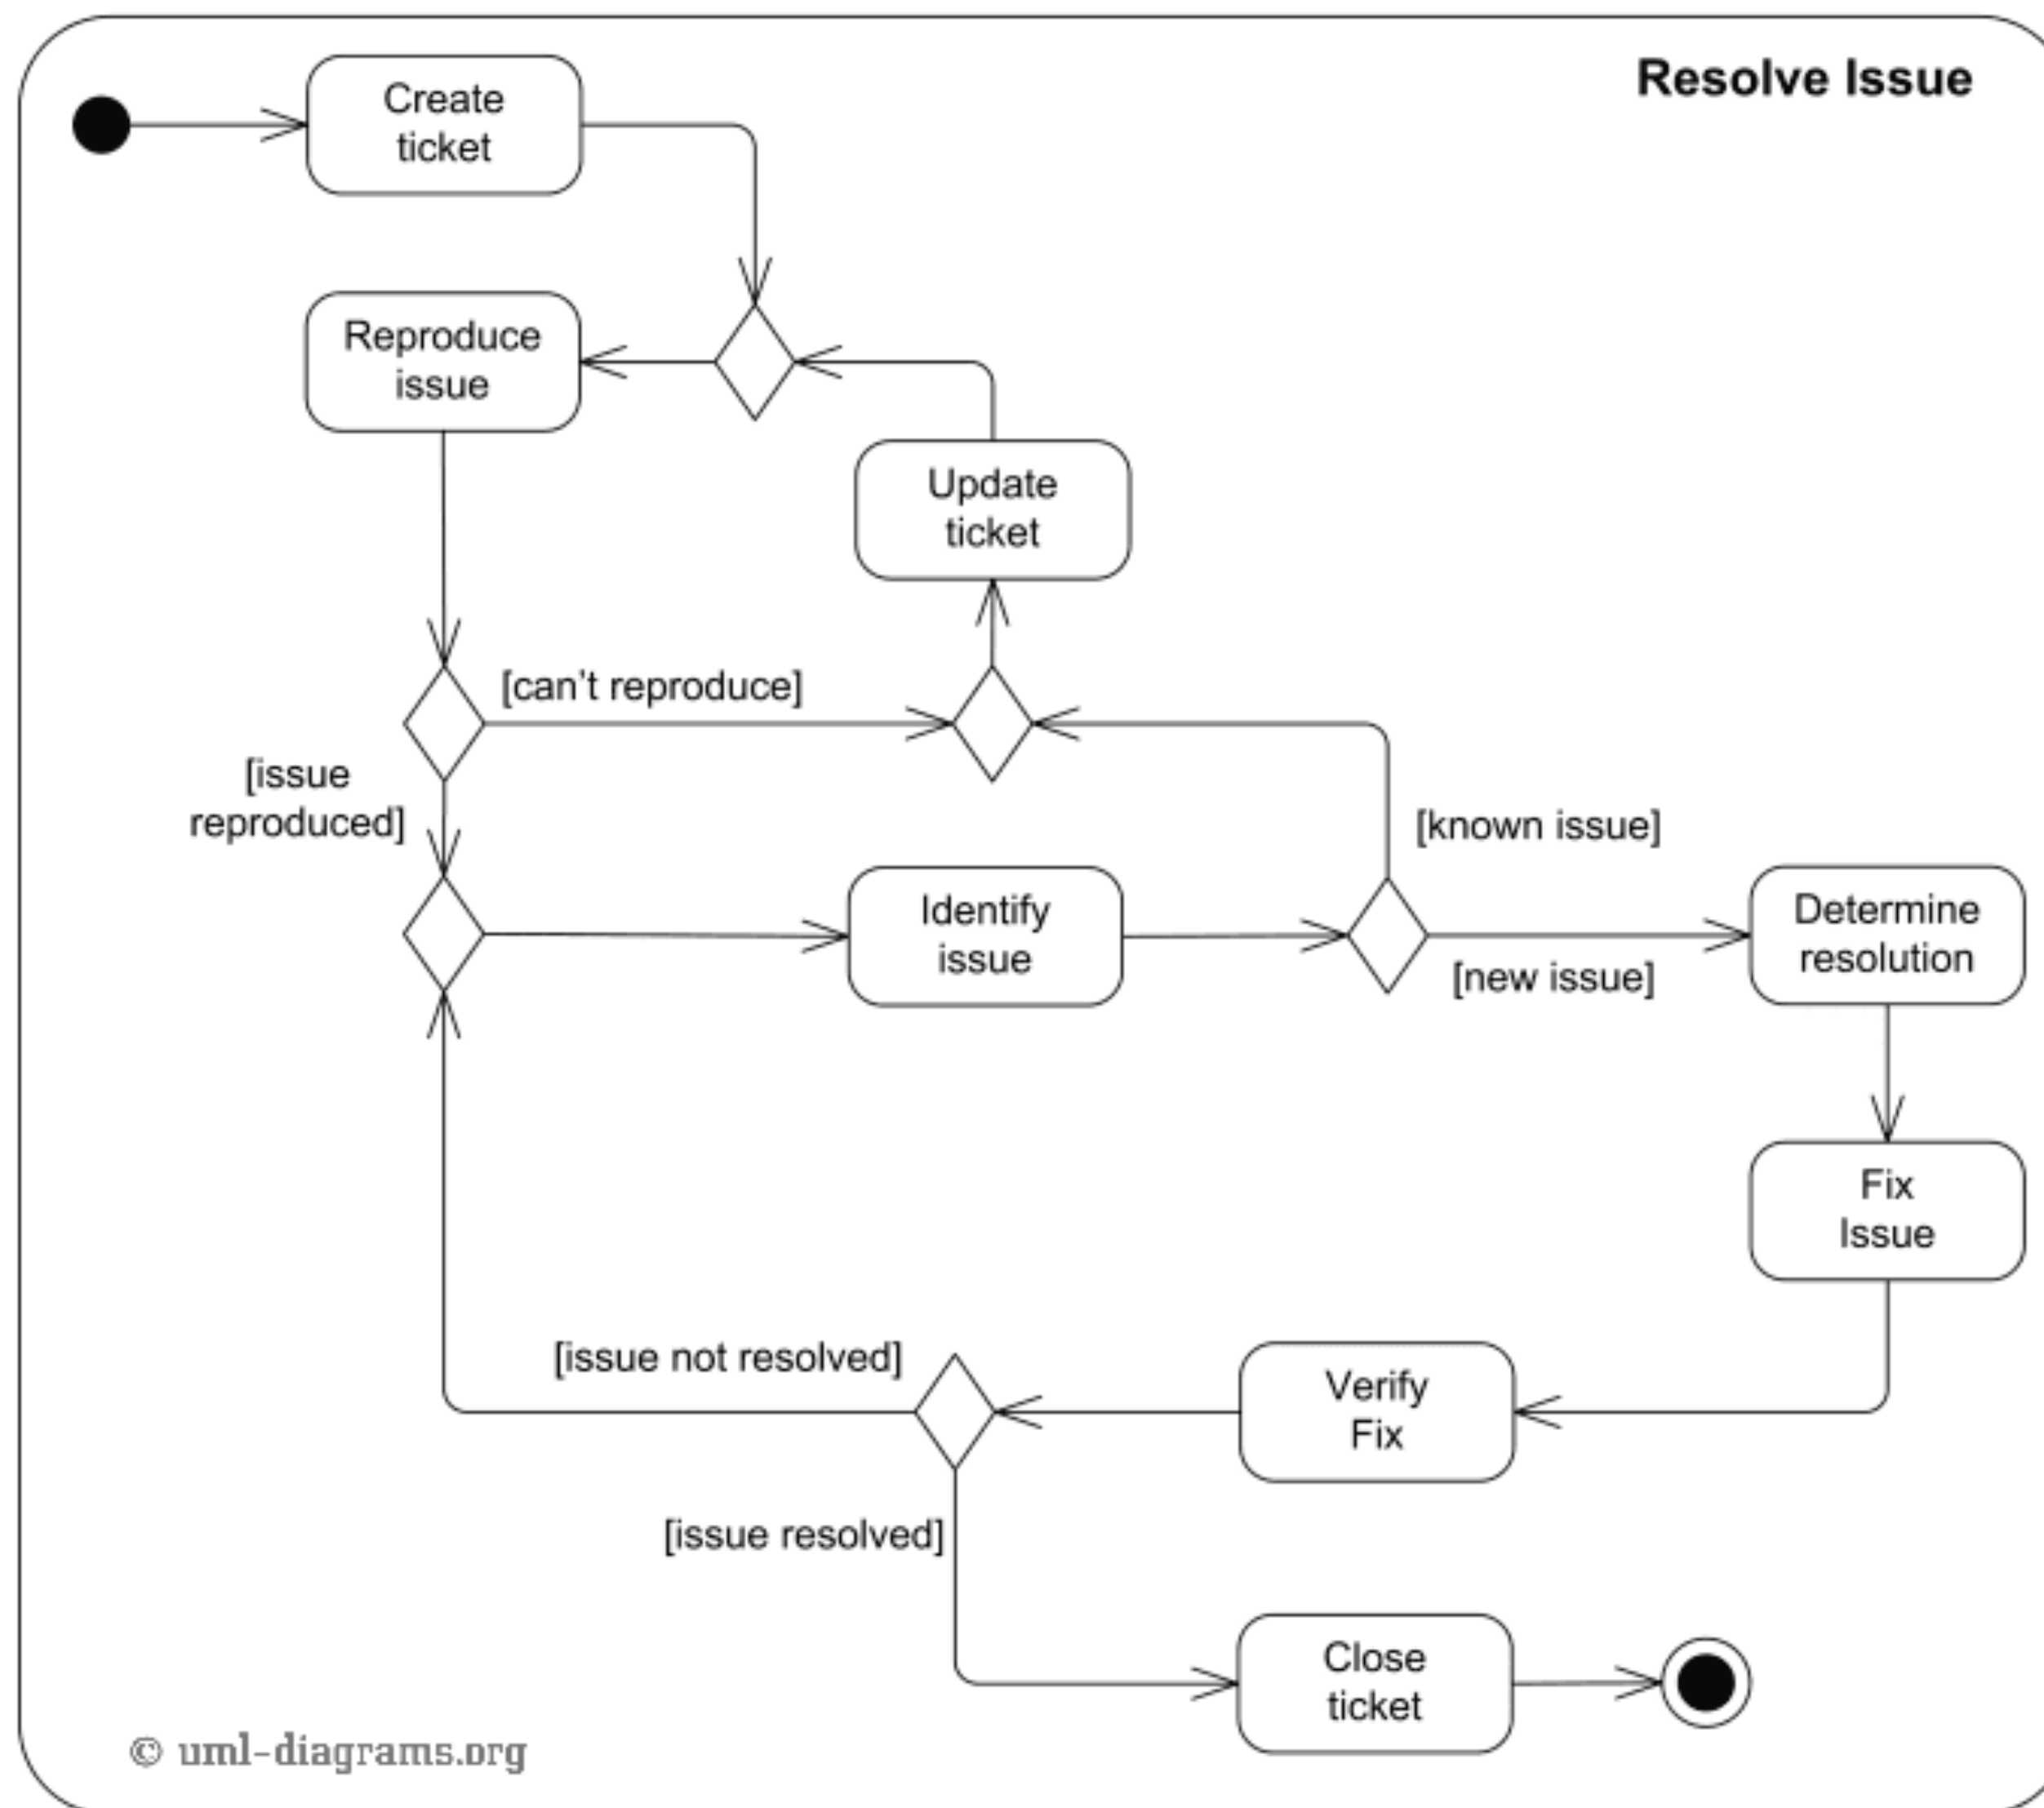 Resolve Issue
Create
ticket
Reproduce
issue
Update
ticket
[can't reproduce]
[issue
reproduced]
[known issue]
Identify
issue
[new issue]
Determine
resolution
Fix
Issue
[issue not resolved]
Verify
Fix
[issue resolved]
Close
ticket
© uml-diagrams.org